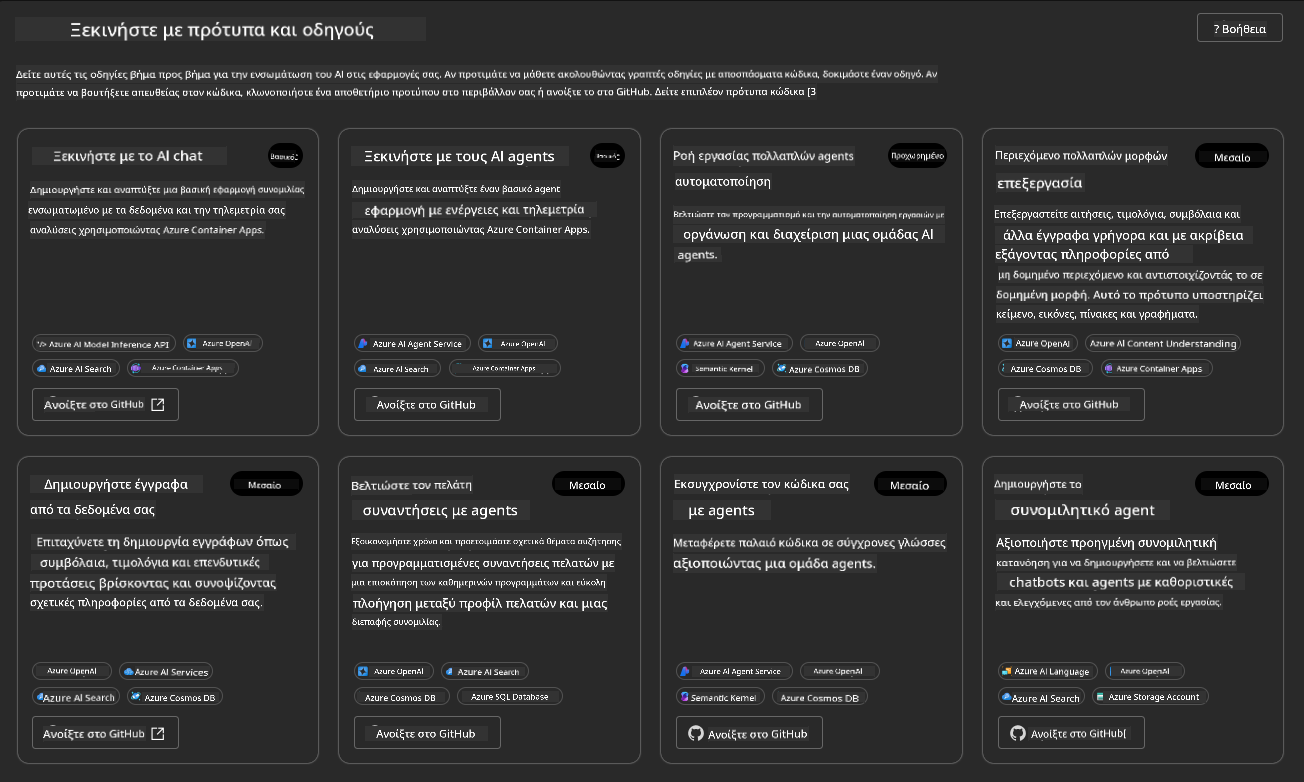 Ξεκινήστε με πρότυπα και οδηγούς
? Βοήθεια
Δείτε αυτές τις οδηγίες βήμα προς βήμα για την ενσωμάτωση του AI στις εφαρμογές σας. Αν προτιμάτε να μάθετε ακολουθώντας γραπτές οδηγίες με αποσπάσματα κώδικα, δοκιμάστε έναν οδηγό. Αν
προτιμάτε να βουτήξετε απευθείας στον κώδικα, κλωνοποιήστε ένα αποθετήριο προτύπου στο περιβάλλον σας ή ανοίξτε το στο GitHub. Δείτε επιπλέον πρότυπα κώδικα [3
Ξεκινήστε με το AI chat
Βασικός
Δημιουργήστε και αναπτύξτε μια βασική εφαρμογή συνομιλίας
ενσωματωμένο με τα δεδομένα και την τηλεμετρία σας
αναλύσεις χρησιμοποιώντας Azure Container Apps.
"/> Azure AI Model Inference API
Azure OpenAI
Azure AI Search
Azure Container Apps
Ανοίξτε στο GitHub
Ξεκινήστε με τους AI agents
Δημιουργήστε και αναπτύξτε έναν βασικό agent
εφαρμογή με ενέργειες και τηλεμετρία
αναλύσεις χρησιμοποιώντας Azure Container Apps.
Azure AI Agent Service
Azure OpenAI
Azure AI Search
Azure Container Apps
Ανοίξτε στο GitHub
Ροή εργασίας πολλαπλών agents
Προχωρημένο
αυτοματοποίηση
Βελτιώστε τον προγραμματισμό και την αυτοματοποίηση εργασιών με
οργάνωση και διαχείριση μιας ομάδας AI
agents.
Azure AI Agent Service
Azure OpenAI
Semantic Kernel
Azure Cosmos DB
Ανοίξτε στο GitHub
Περιεχόμενο πολλαπλών μορφών
Μεσαίο
επεξεργασία
Επεξεργαστείτε αιτήσεις, τιμολόγια, συμβόλαια και
άλλα έγγραφα γρήγορα και με ακρίβεια
εξάγοντας πληροφορίες από
μη δομημένο περιεχόμενο και αντιστοιχίζοντάς το σε
δομημένη μορφή. Αυτό το πρότυπο υποστηρίζει
κείμενο, εικόνες, πίνακες και γραφήματα.
Azure OpenAI
Azure AI Content Understanding
Azure Cosmos DB
Azure Container Apps
Ανοίξτε στο GitHub
Δημιουργήστε έγγραφα
Μεσαίο
από τα δεδομένα σας
Επιταχύνετε τη δημιουργία εγγράφων όπως
συμβόλαια, τιμολόγια και επενδυτικές
προτάσεις βρίσκοντας και συνοψίζοντας
σχετικές πληροφορίες από τα δεδομένα σας.
Azure OpenAI
Azure AI Services
Azure AI Search
Azure Cosmos DB
Ανοίξτε στο GitHub
Βελτιώστε τον πελάτη
Μεσαίο
συναντήσεις με agents
Εξοικονομήστε χρόνο και προετοιμάστε σχετικά θέματα συζήτησης
για προγραμματισμένες συναντήσεις πελατών με
μια επισκόπηση των καθημερινών προγραμμάτων και εύκολη
πλοήγηση μεταξύ προφίλ πελατών και μιας
διεπαφής συνομιλίας.
Azure OpenAI
Azure AI Search
Azure Cosmos DB
Azure SQL Database
Ανοίξτε στο GitHub
Εκσυγχρονίστε τον κώδικα σας
Μεσαίο
με agents
Μεταφέρετε παλαιό κώδικα σε σύγχρονες γλώσσες
αξιοποιώντας μια ομάδα agents.
Azure AI Agent Service
Azure OpenAI
Semantic Kernel
Azure Cosmos DB
Ανοίξτε στο GitHub
Δημιουργήστε το
Μεσαίο
συνομιλητικό agent
Αξιοποιήστε προηγμένη συνομιλητική
κατανόηση για να δημιουργήσετε και να βελτιώσετε
chatbots και agents με καθοριστικές
και ελεγχόμενες από τον άνθρωπο ροές εργασίας.
Azure AI Language
Azure OpenAI
Azure AI Search
Azure Storage Account
Ανοίξτε στο GitHub[